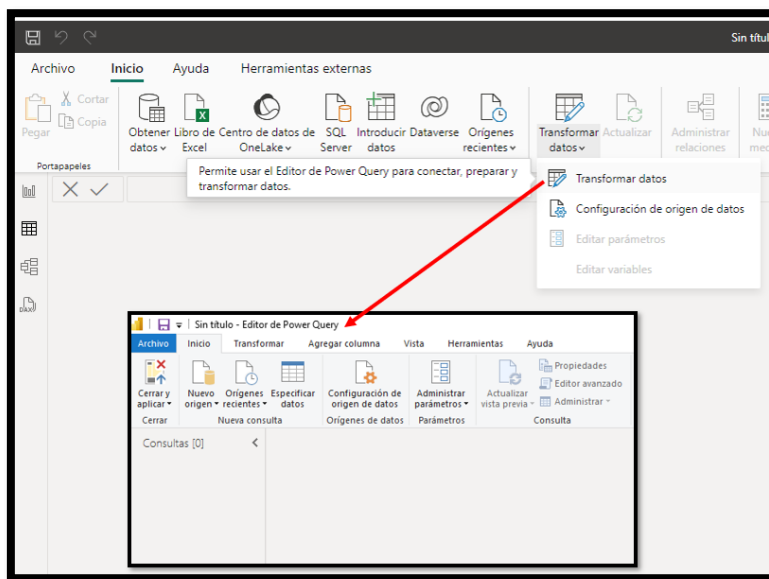 Sin títul
Archivo Inicio Ayuda Herramientas externas
Pegar
Cortar
Copia
Portapapeles
Obtener datos
Libro de Excel
Centro de datos de OneLake
SQL Server
Introducir datos
Dataverse
Orígenes recientes
Transformar datos
Actualizar
Administrar relaciones
Nue
med
Permite usar el Editor de Power Query para conectar, preparar y
transformar datos.
Transformar datos
Configuración de origen de datos
Editar parámetros
Editar variables
DAX
Sin título - Editor de Power Query
Archivo Inicio Transformar Agregar columna Vista Herramientas Ayuda
Cerrar y aplicar
Nuevo origen
Orígenes recientes
Especificar datos
Configuración de origen de datos
Administrar parámetros
Actualizar vista previa
Propiedades
Editor avanzado
Administrar
Cerrar Nueva consulta Orígenes de datos Parámetros Consulta
Consultas [0]